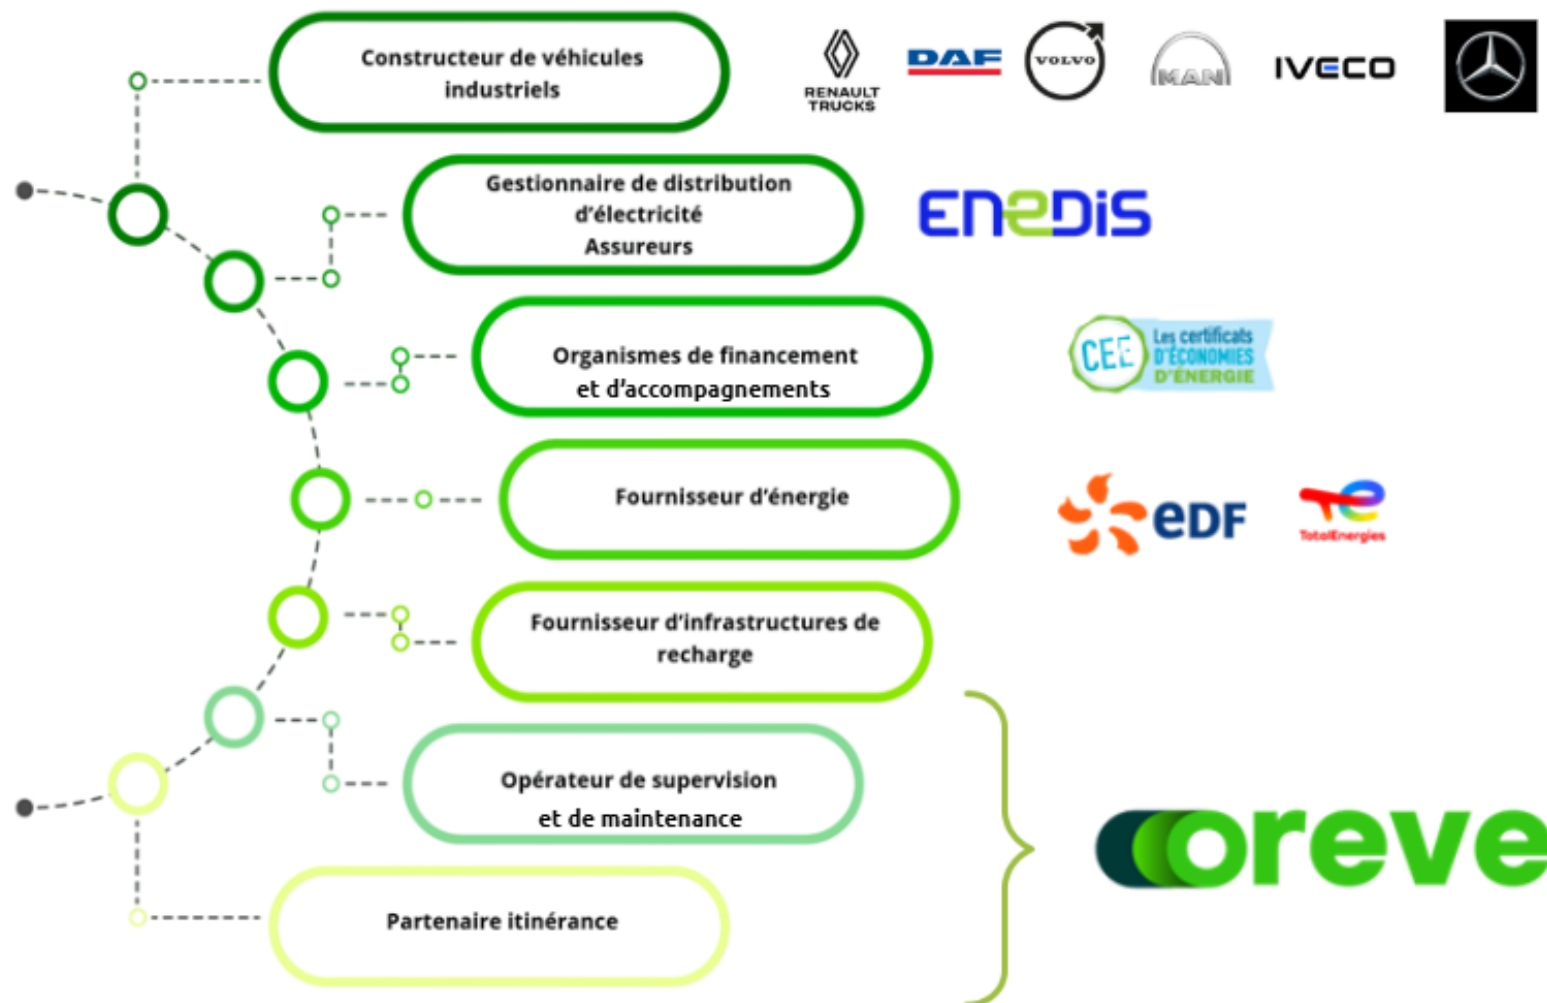 Constructeur de véhicules
industriels
RENAULT
TRUCKS
DAF
VOLVO
MAN
IVECO
Gestionnaire de distribution
d'électricité
Assureurs
ENEDIS
Organismes de financement
et d'accompagnements
CEE
Les certificats
D'ÉCONOMIES
D'ÉNERGIE
Fournisseur d'énergie
eDF
TotalEnergies
Fournisseur d'infrastructures de
recharge
Opérateur de supervision
et de maintenance
oreve
Partenaire itinérance